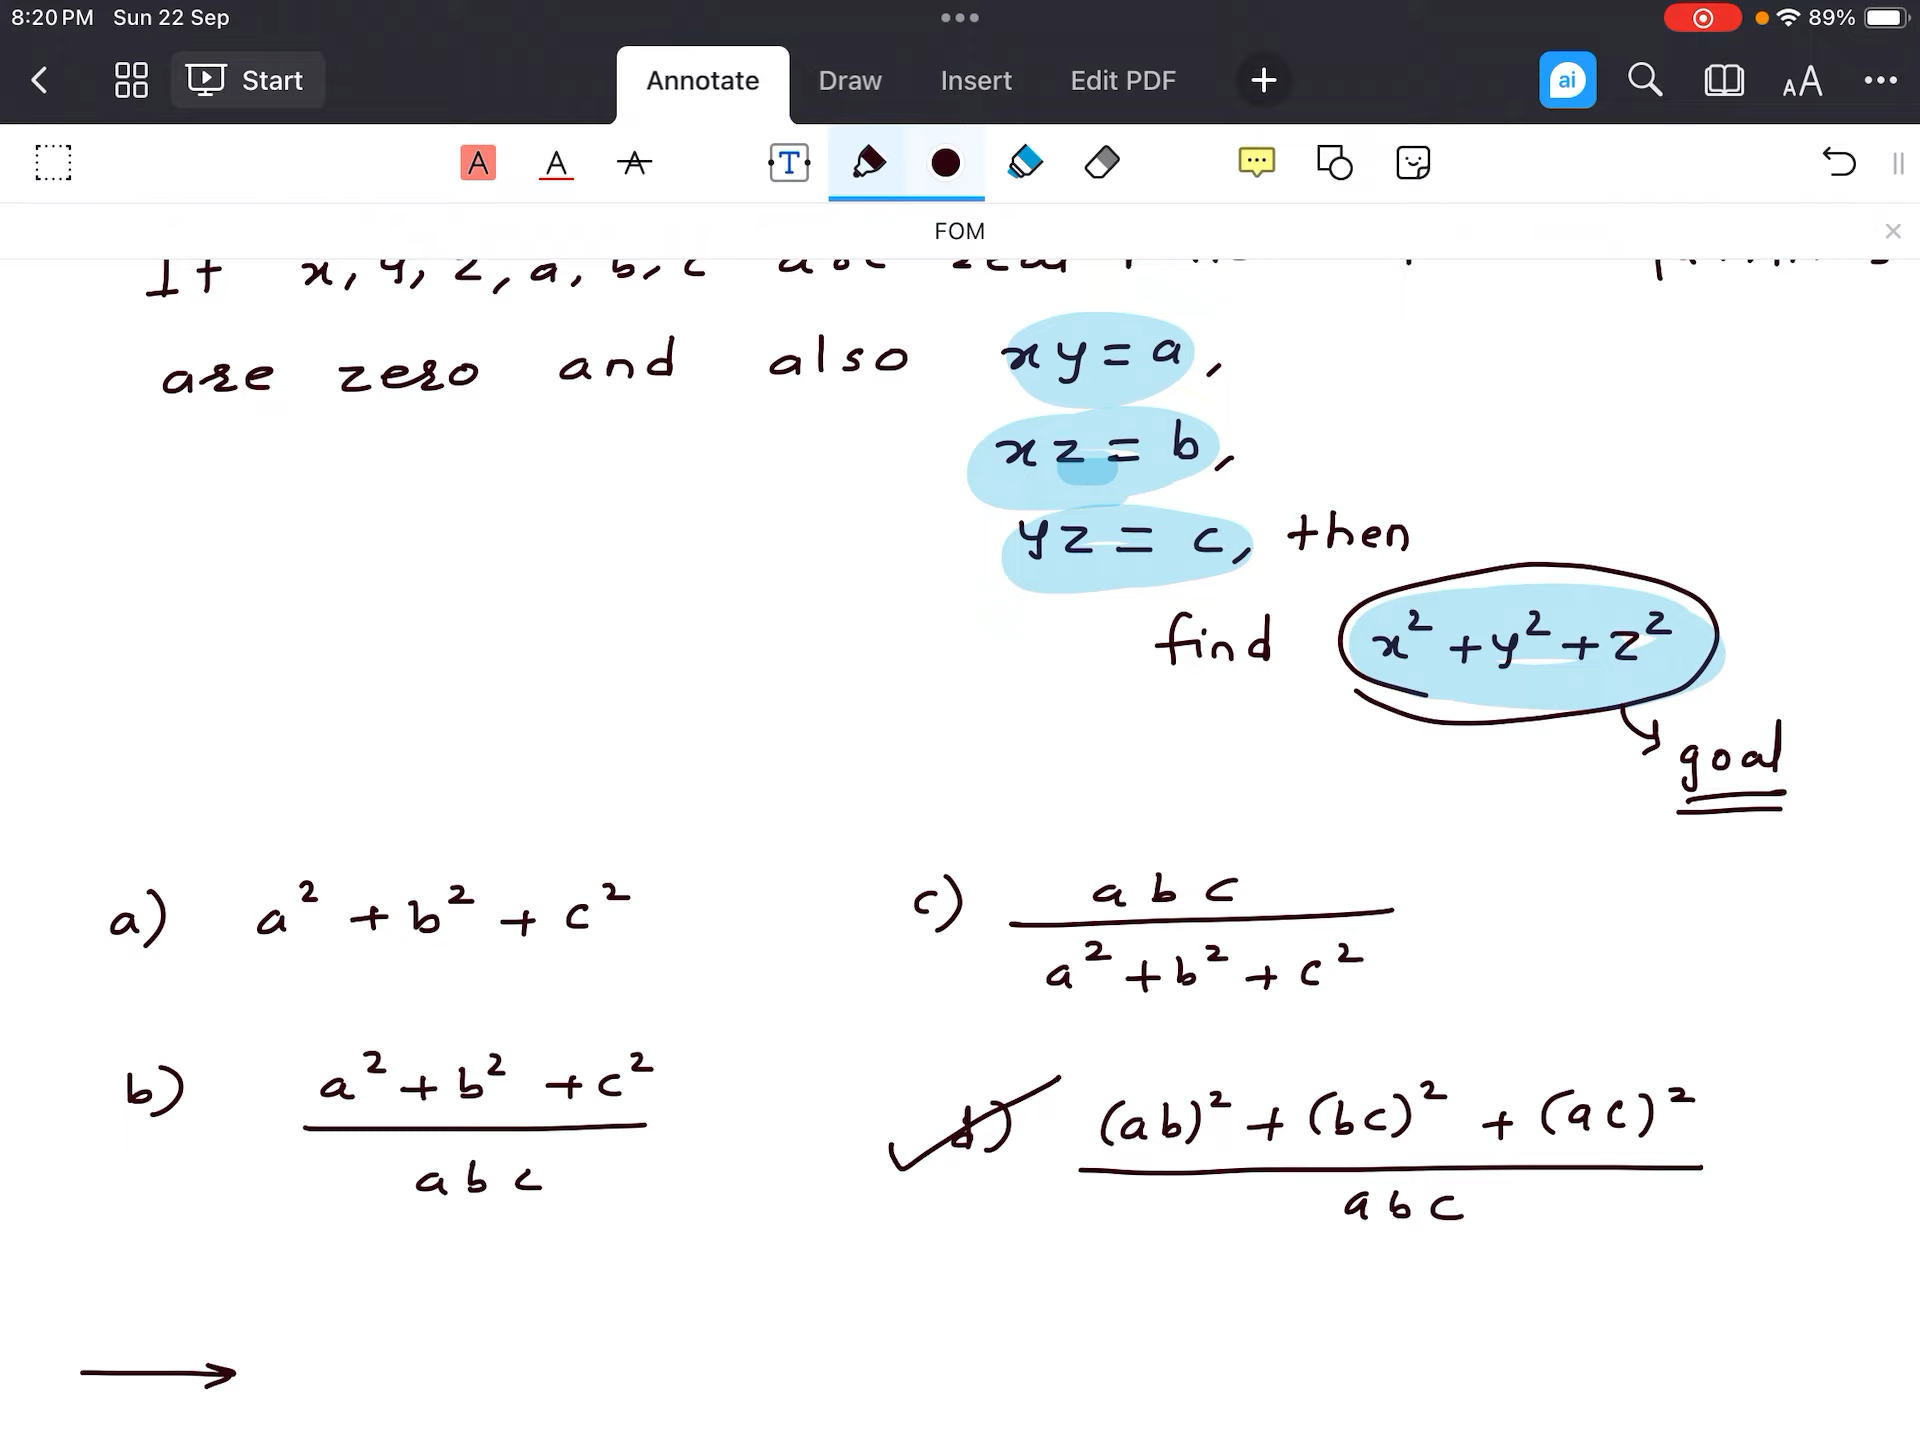 8:20 PM Sun 22 Sep 89%
Start Annotate Draw Insert Edit PDF ai AA
A A A T
FOM
If x, y, z, a, b, c
are zero and also xy = a,
xz = b,
yz = c, then
find x² + y² + z²
goal
a) a² + b² + c²
c) abc / a² + b² + c²
b) a² + b² + c² / abc
d) (ab)² + (bc)² + (ac)² / abc